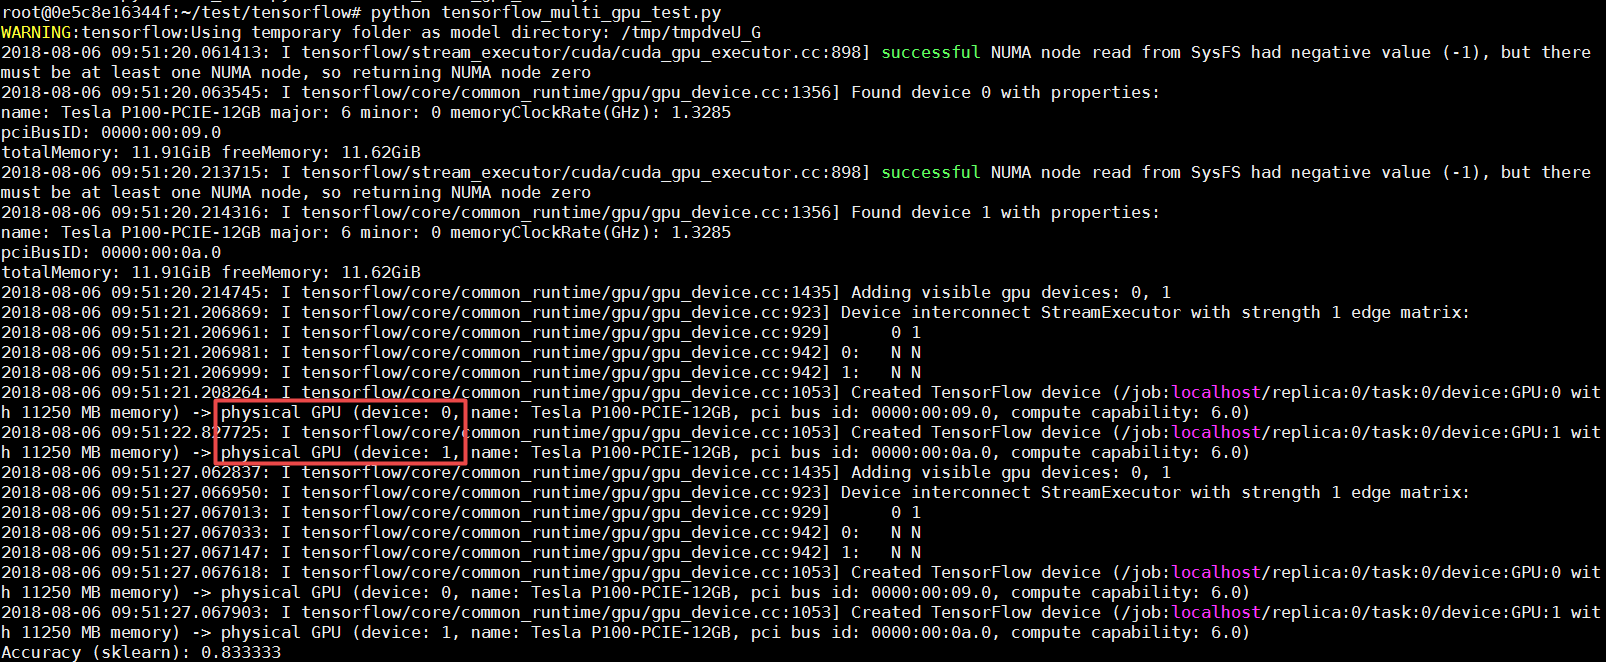 root@0e5c8e16344f:~/test/tensorflow# python tensorflow_multi_gpu_test.py
WARNING:tensorflow:Using temporary folder as model directory: /tmp/tmpdveU_G
2018-08-06 09:51:20.061413: I tensorflow/stream_executor/cuda/cuda_gpu_executor.cc:898] successful NUMA node read from SysFS had negative value (-1), but there
must be at least one NUMA node, so returning NUMA node zero
2018-08-06 09:51:20.063545: I tensorflow/core/common_runtime/gpu/gpu_device.cc:1356] Found device 0 with properties:
name: Tesla P100-PCIE-12GB major: 6 minor: 0 memoryClockRate(GHz): 1.3285
pciBusID: 0000:00:09.0
totalMemory: 11.91GiB freeMemory: 11.62GiB
2018-08-06 09:51:20.213715: I tensorflow/stream_executor/cuda/cuda_gpu_executor.cc:898] successful NUMA node read from SysFS had negative value (-1), but there
must be at least one NUMA node, so returning NUMA node zero
2018-08-06 09:51:20.214316: I tensorflow/core/common_runtime/gpu/gpu_device.cc:1356] Found device 1 with properties:
name: Tesla P100-PCIE-12GB major: 6 minor: 0 memoryClockRate(GHz): 1.3285
pciBusID: 0000:00:0a.0
totalMemory: 11.91GiB freeMemory: 11.62GiB
2018-08-06 09:51:20.214745: I tensorflow/core/common_runtime/gpu/gpu_device.cc:1435] Adding visible gpu devices: 0, 1
2018-08-06 09:51:21.206869: I tensorflow/core/common_runtime/gpu/gpu_device.cc:923] Device interconnect StreamExecutor with strength 1 edge matrix:
2018-08-06 09:51:21.206961: I tensorflow/core/common_runtime/gpu/gpu_device.cc:929]      0 1
2018-08-06 09:51:21.206981: I tensorflow/core/common_runtime/gpu/gpu_device.cc:942] 0:   N N
2018-08-06 09:51:21.206999: I tensorflow/core/common_runtime/gpu/gpu_device.cc:942] 1:   N N
2018-08-06 09:51:21.208264: I tensorflow/core/common_runtime/gpu/gpu_device.cc:1053] Created TensorFlow device (/job:localhost/replica:0/task:0/device:GPU:0 wit
h 11250 MB memory) -> physical GPU (device: 0, name: Tesla P100-PCIE-12GB, pci bus id: 0000:00:09.0, compute capability: 6.0)
2018-08-06 09:51:22.827725: I tensorflow/core/common_runtime/gpu/gpu_device.cc:1053] Created TensorFlow device (/job:localhost/replica:0/task:0/device:GPU:1 wit
h 11250 MB memory) -> physical GPU (device: 1, name: Tesla P100-PCIE-12GB, pci bus id: 0000:00:0a.0, compute capability: 6.0)
2018-08-06 09:51:27.062837: I tensorflow/core/common_runtime/gpu/gpu_device.cc:1435] Adding visible gpu devices: 0, 1
2018-08-06 09:51:27.066950: I tensorflow/core/common_runtime/gpu/gpu_device.cc:923] Device interconnect StreamExecutor with strength 1 edge matrix:
2018-08-06 09:51:27.067013: I tensorflow/core/common_runtime/gpu/gpu_device.cc:929]      0 1
2018-08-06 09:51:27.067033: I tensorflow/core/common_runtime/gpu/gpu_device.cc:942] 0:   N N
2018-08-06 09:51:27.067147: I tensorflow/core/common_runtime/gpu/gpu_device.cc:942] 1:   N N
2018-08-06 09:51:27.067618: I tensorflow/core/common_runtime/gpu/gpu_device.cc:1053] Created TensorFlow device (/job:localhost/replica:0/task:0/device:GPU:0 wit
h 11250 MB memory) -> physical GPU (device: 0, name: Tesla P100-PCIE-12GB, pci bus id: 0000:00:09.0, compute capability: 6.0)
2018-08-06 09:51:27.067903: I tensorflow/core/common_runtime/gpu/gpu_device.cc:1053] Created TensorFlow device (/job:localhost/replica:0/task:0/device:GPU:1 wit
h 11250 MB memory) -> physical GPU (device: 1, name: Tesla P100-PCIE-12GB, pci bus id: 0000:00:0a.0, compute capability: 6.0)
Accuracy (sklearn): 0.833333